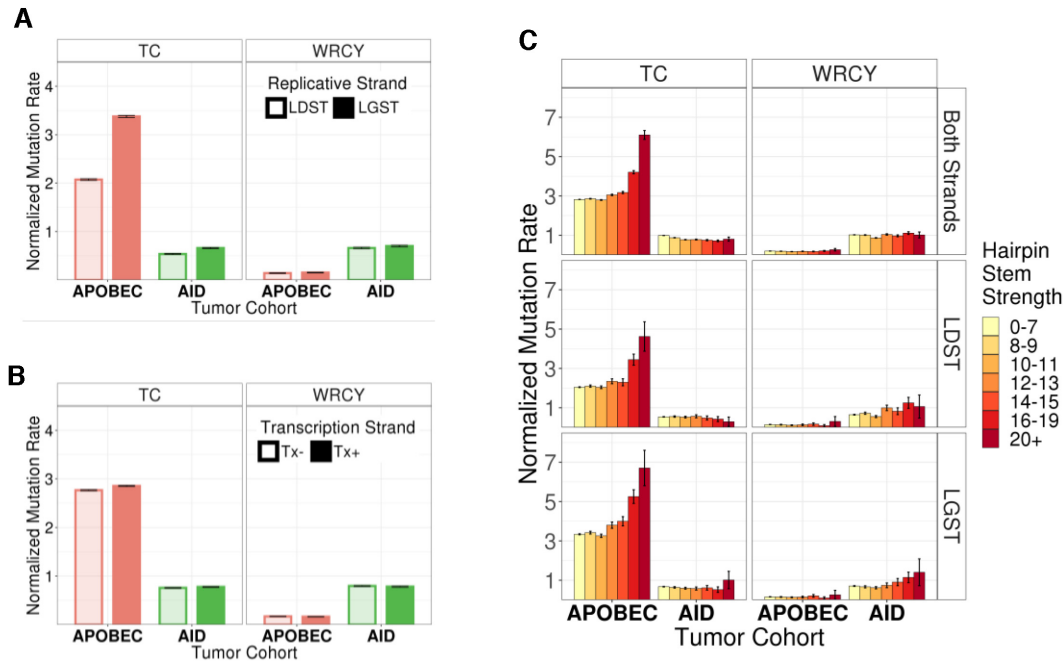 A
TC
WRCY
Normalized Mutation Rate
4
3
2
1
Replicative Strand
LDST
LGST
APOBEC
AID
APOBEC
AID
Tumor Cohort
B
TC
WRCY
Normalized Mutation Rate
4
3
2
1
Transcription Strand
Tx-
Tx+
APOBEC
AID
APOBEC
AID
Tumor Cohort
C
TC
WRCY
Normalized Mutation Rate
7
5
3
1
Both Strands
7
5
3
1
LDST
7
5
3
1
LGST
APOBEC
AID
APOBEC
AID
Tumor Cohort
Hairpin
Stem
Strength
0-7
8-9
10-11
12-13
14-15
16-19
20+